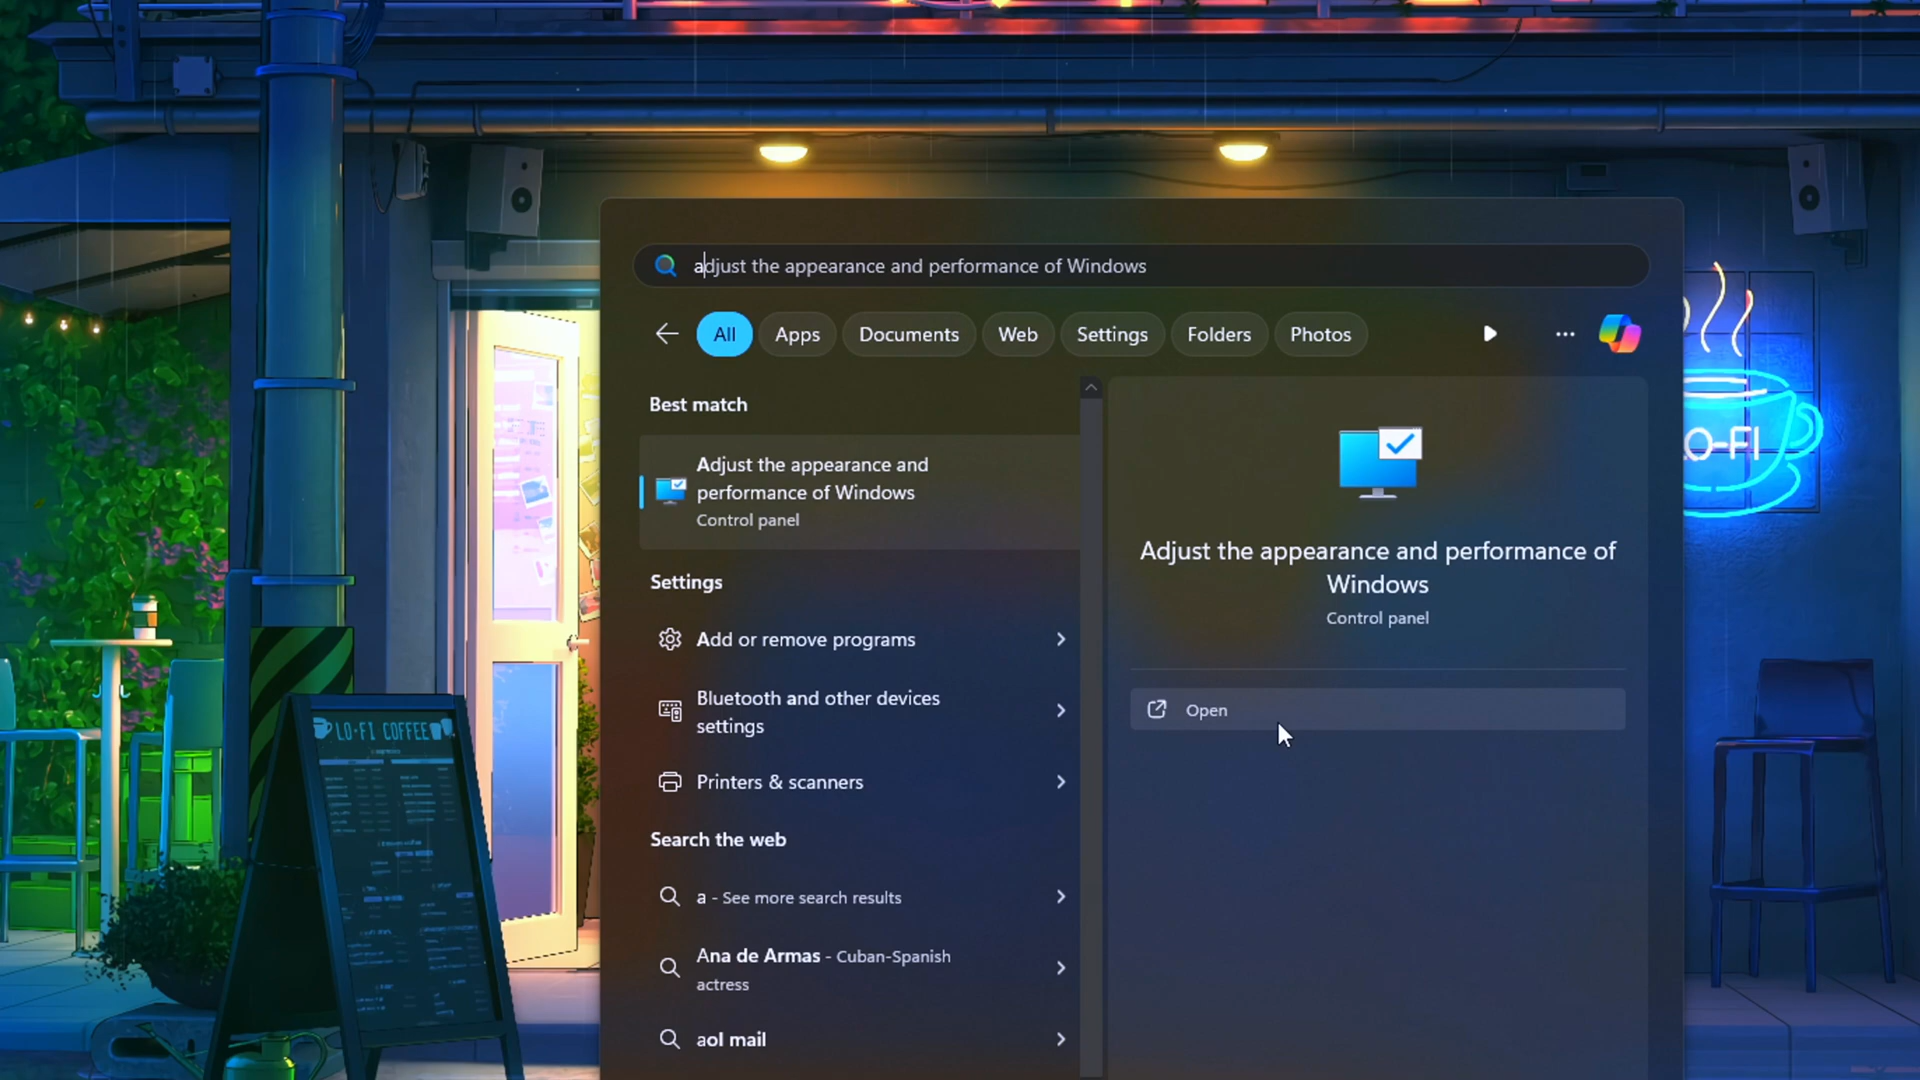 adjust the appearance and performance of Windows
All
Apps
Documents
Web
Settings
Folders
Photos
Best match
Adjust the appearance and
performance of Windows
Control panel
Settings
Add or remove programs
Bluetooth and other devices
settings
Printers & scanners
Search the web
a - See more search results
Ana de Armas - Cuban-Spanish
actress
aol mail
Adjust the appearance and performance of
Windows
Control panel
Open
LO-FI
LO-FI COFFEE